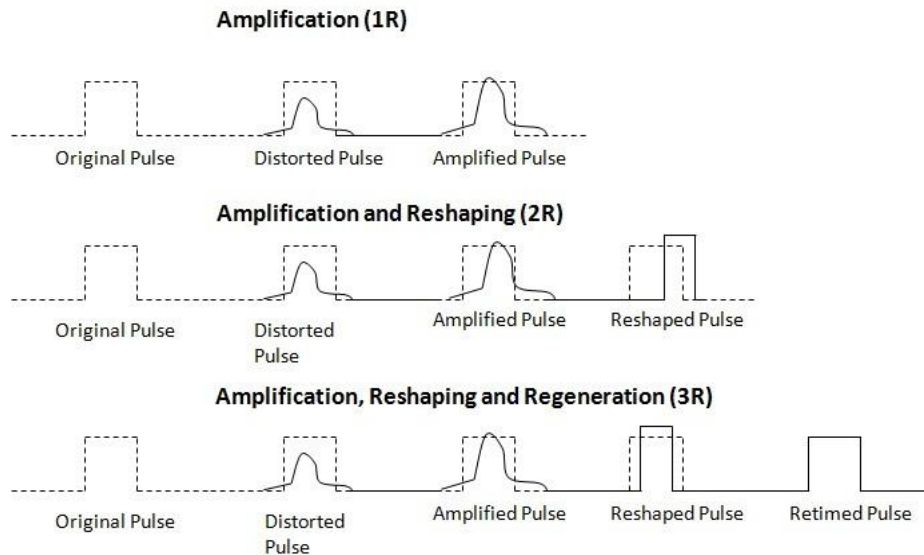 Amplification (1R)
Original Pulse
Distorted Pulse
Amplified Pulse
Amplification and Reshaping (2R)
Original Pulse
Distorted
Pulse
Amplified Pulse
Reshaped Pulse
Amplification, Reshaping and Regeneration (3R)
Original Pulse
Distorted
Pulse
Amplified Pulse
Reshaped Pulse
Retimed Pulse